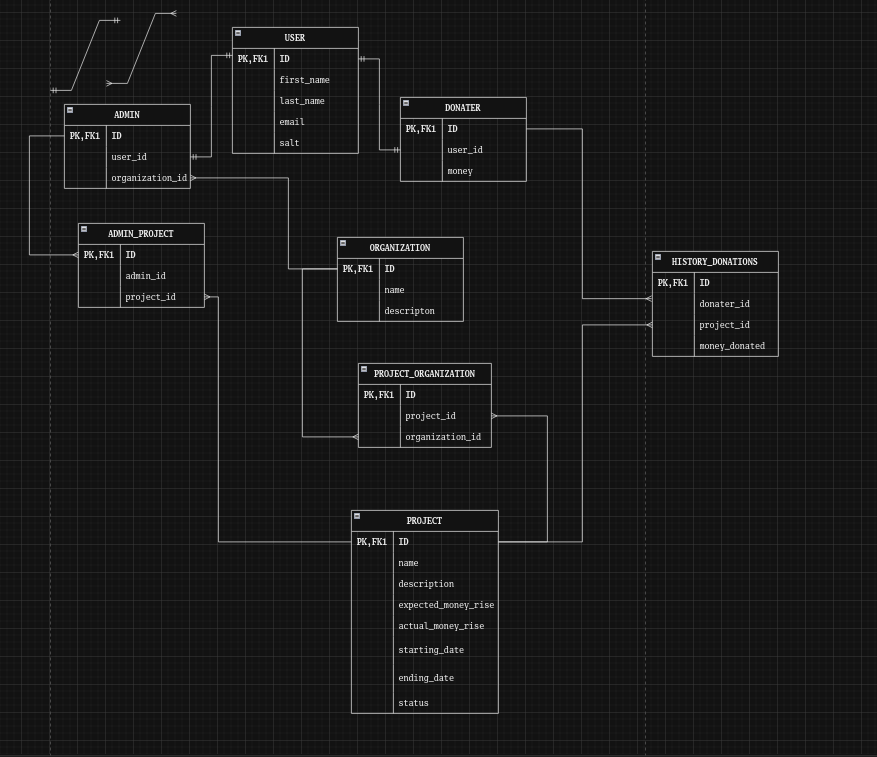 USER
PK,FK1 ID
first_name
last_name
email
salt
ADMIN
PK,FK1 ID
user_id
organization_id
DONATER
PK,FK1 ID
user_id
money
ADMIN_PROJECT
PK,FK1 ID
admin_id
project_id
ORGANIZATION
PK,FK1 ID
name
descripton
HISTORY_DONATIONS
PK,FK1 ID
donater_id
project_id
money_donated
PROJECT_ORGANIZATION
PK,FK1 ID
project_id
organization_id
PROJECT
PK,FK1 ID
name
description
expected_money_rise
actual_money_rise
starting_date
ending_date
status